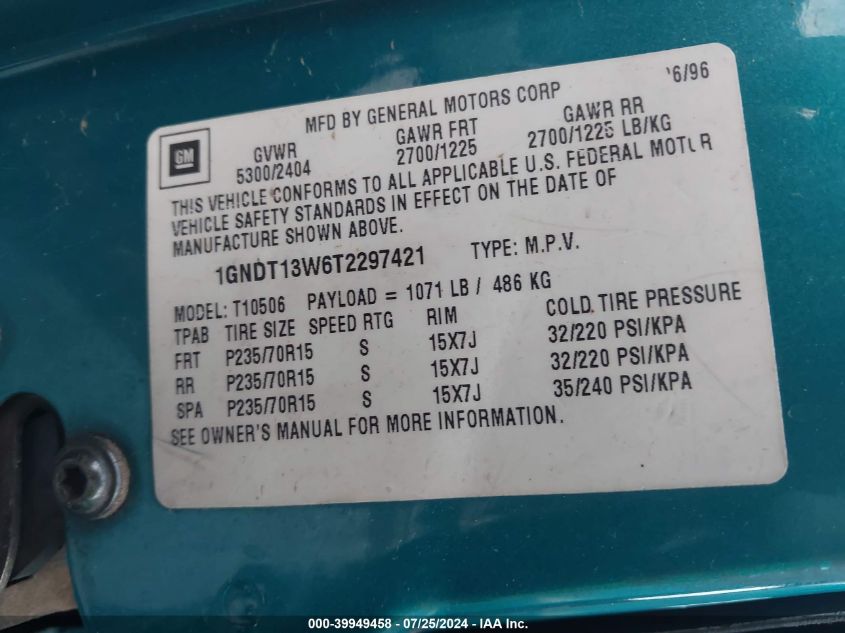 MFD BY GENERAL MOTORS CORP 6/96
GM
GVWR GAWR FRT GAWR RR
5300/2404 2700/1225 2700/1225 LB/KG
THIS VEHICLE CONFORMS TO ALL APPLICABLE U.S. FEDERAL MOTOR
VEHICLE SAFETY STANDARDS IN EFFECT ON THE DATE OF
MANUFACTURE SHOWN ABOVE.
1GNDT13W6T2297421 TYPE: M.P.V.
MODEL: T10506 PAYLOAD = 1071 LB / 486 KG
TPAB TIRE SIZE SPEED RTG RIM COLD TIRE PRESSURE
FRT P235/70R15 S 15X7J 32/220 PSI/KPA
RR P235/70R15 S 15X7J 32/220 PSI/KPA
SPA P235/70R15 S 15X7J 35/240 PSI/KPA
SEE OWNER'S MANUAL FOR MORE INFORMATION.
000-39949458 - 07/25/2024 - IAA Inc.